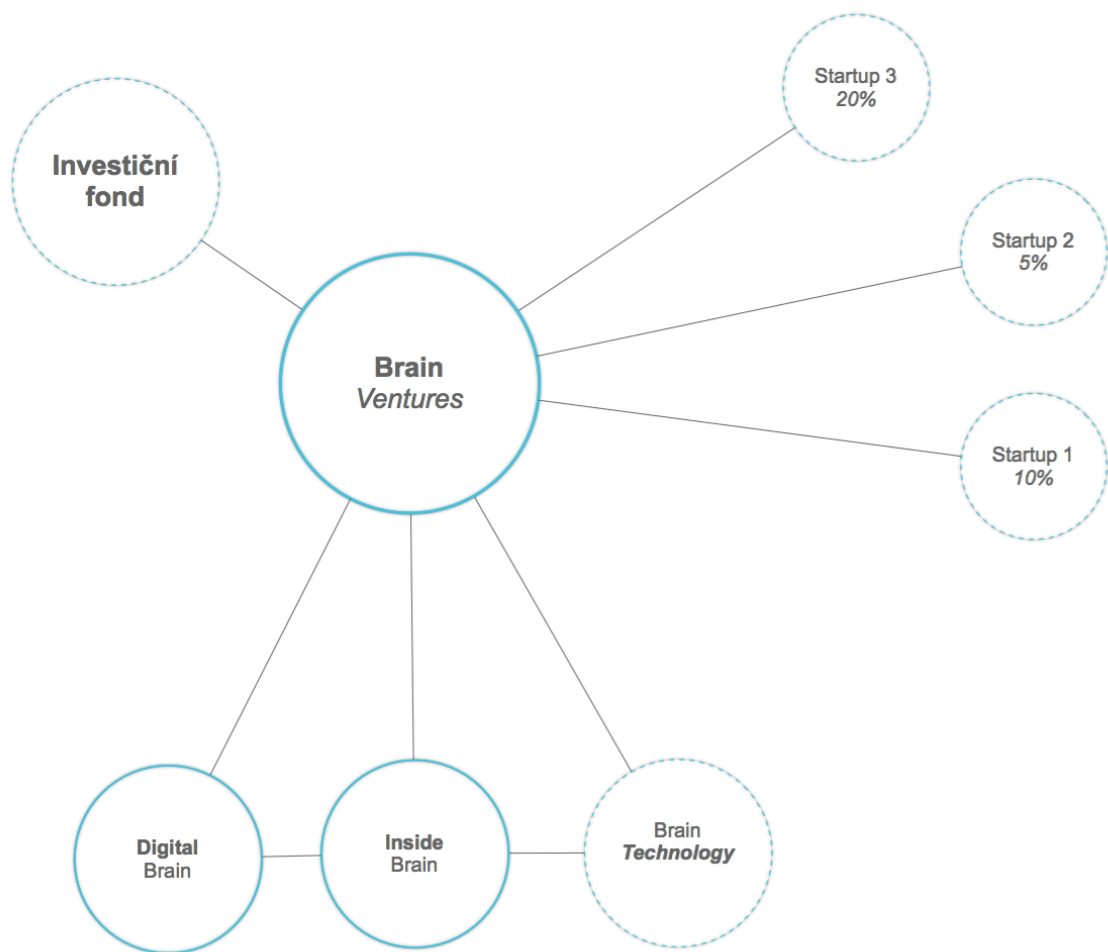 Startup 3
20%
Investiční
fond
Startup 2
5%
Brain
Ventures
Startup 1
10%
Digital
Brain
Inside
Brain
Brain
Technology